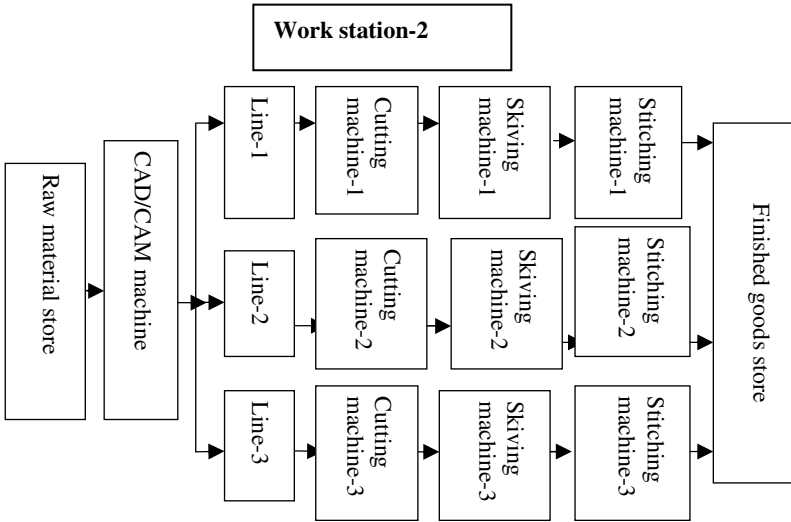 Work station-2
Raw material store
CAD/CAM machine
Line-1
Cutting
machine-1
Skiving
machine-1
Stitching
machine-1
Line-2
Cutting
machine-2
Skiving
machine-2
Stitching
machine-2
Line-3
Cutting
machine-3
Skiving
machine-3
Stitching
machine-3
Finished goods store